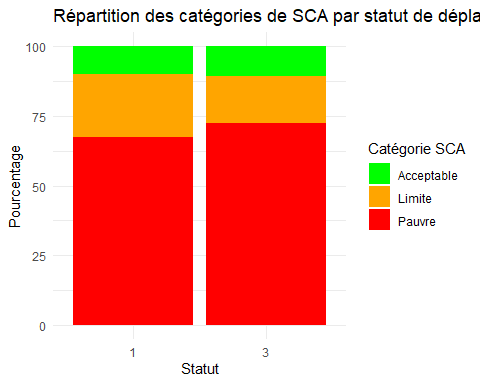 Répartition des catégories de SCA par statut de dépla
100
75
50
25
0
Pourcentage
1
3
Statut
Catégorie SCA
Acceptable
Limite
Pauvre